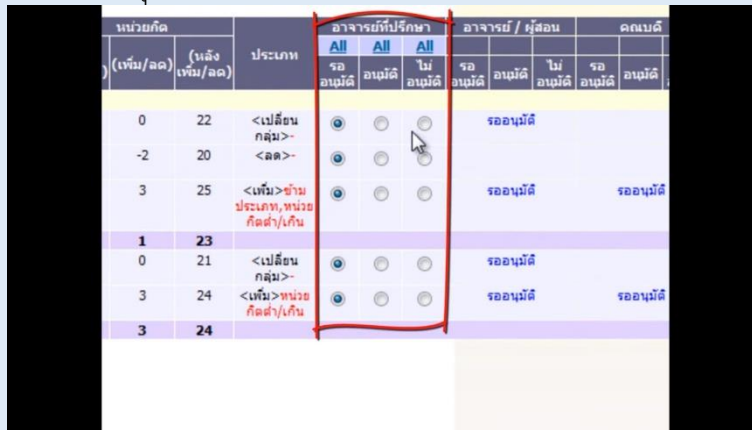 หน่วยกิต อาจารย์ที่ปรึกษา อาจารย์ / ผู้สอน คณบดี
(เพิ่ม/ลด) (หลังเพิ่ม/ลด) ประเภท All All All
รออนุมัติ อนุมัติ ไม่อนุมัติ รออนุมัติ อนุมัติ ไม่อนุมัติ รออนุมัติ อนุมัติ
0 22 <เปลี่ยน รออนุมัติ
กลุ่ม>-
-2 20 <ลด>-
3 25 <เพิ่ม>ข้าม รออนุมัติ รออนุมัติ
ประเภท,หน่วย
กิตต่ำ/เกิน
1 23
0 21 <เปลี่ยน รออนุมัติ
กลุ่ม>-
3 24 <เพิ่ม>หน่วย รออนุมัติ รออนุมัติ
กิตต่ำ/เกิน
3 24